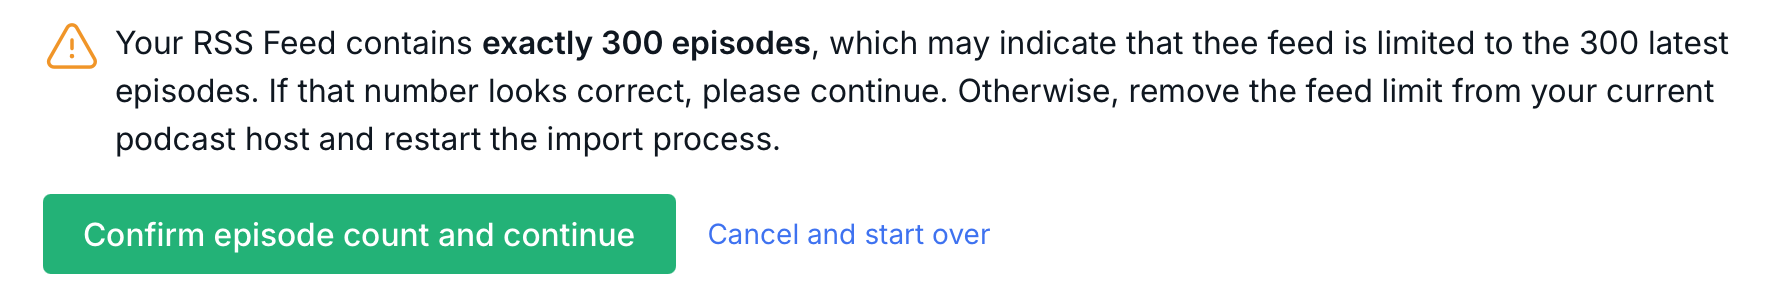 Your RSS Feed contains exactly 300 episodes, which may indicate that thee feed is limited to the 300 latest
episodes. If that number looks correct, please continue. Otherwise, remove the feed limit from your current
podcast host and restart the import process.
Confirm episode count and continue
Cancel and start over